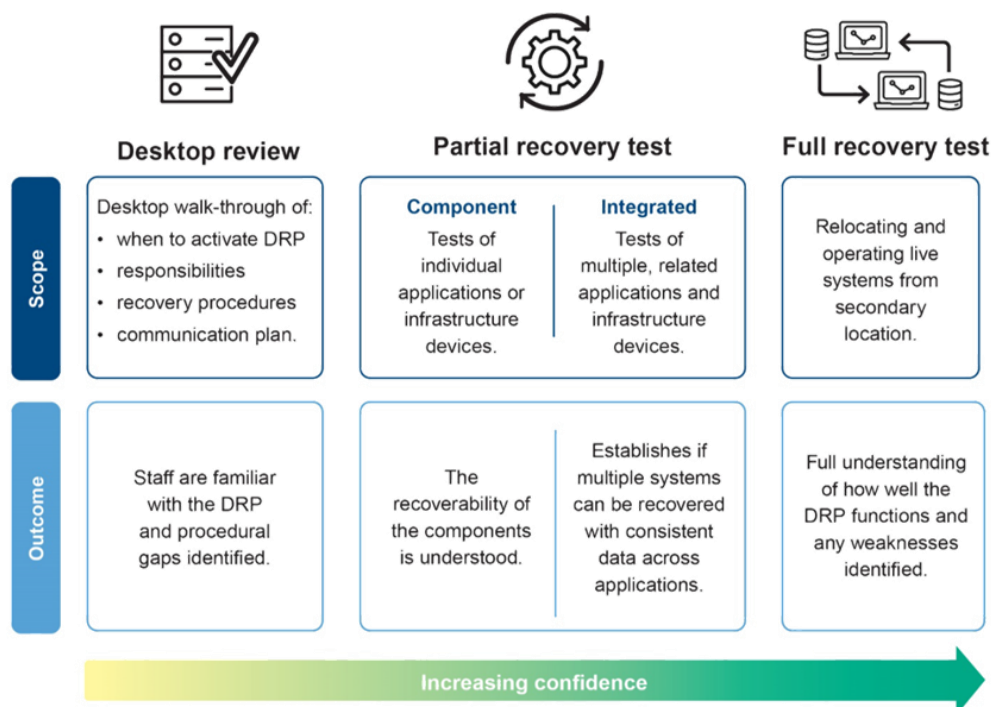 Desktop review
Partial recovery test
Full recovery test
Scope
Desktop walk-through of:
• when to activate DRP
• responsibilities
• recovery procedures
• communication plan.
Component
Tests of
individual
applications or
infrastructure
devices.
Integrated
Tests of
multiple, related
applications and
infrastructure
devices.
Relocating and
operating live
systems from
secondary
location.
Outcome
Staff are familiar
with the DRP
and procedural
gaps identified.
The
recoverability of
the components
is understood.
Establishes if
multiple systems
can be recovered
with consistent
data across
applications.
Full understanding
of how well the
DRP functions and
any weaknesses
identified.
Increasing confidence